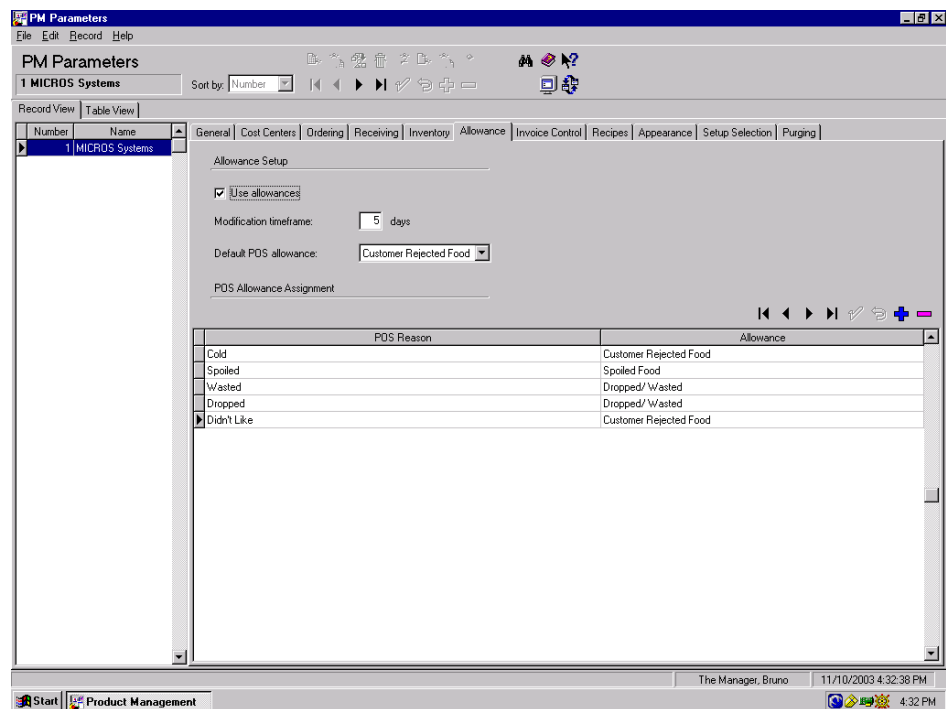 PM Parameters
File Edit Record Help
PM Parameters
1 MICROS Systems
Sort by: Number
Record View Table View
Number Name
1 MICROS Systems
General Cost Centers Ordering Receiving Inventory Allowance Invoice Control Recipes Appearance Setup Selection Purging
Allowance Setup
Use allowances
Modification timeframe: 5 days
Default POS allowance: Customer Rejected Food
POS Allowance Assignment
POS Reason Allowance
Cold Customer Rejected Food
Spoiled Spoiled Food
Wasted Dropped/ Wasted
Dropped Dropped/ Wasted
Didn't Like Customer Rejected Food
The Manager, Bruno 11/10/2003 4:32:38 PM
Start Product Management 4:32 PM